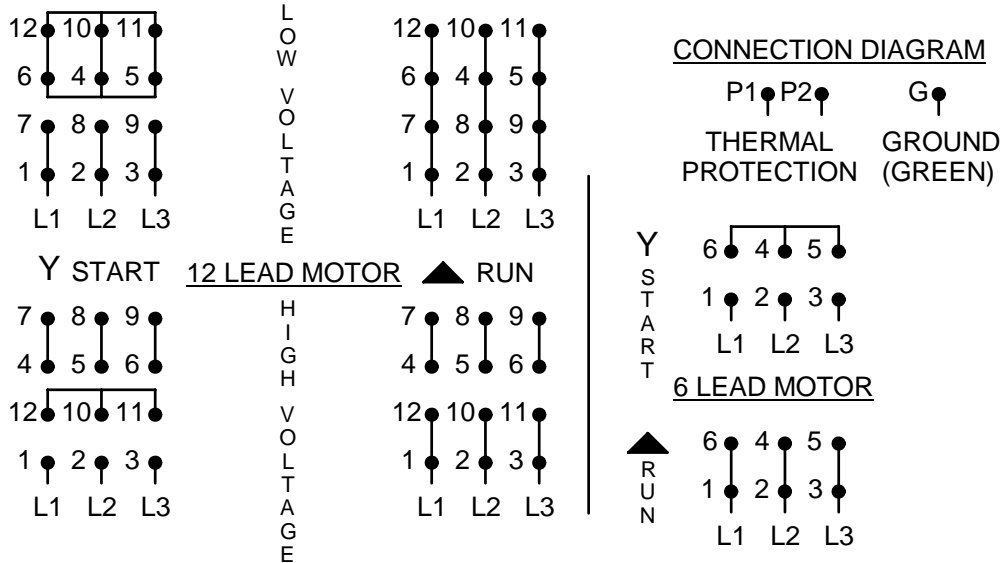 12 10 11
6 4 5
7 8 9
1 2 3
L1 L2 L3
Y START
LOW VOLTAGE
12 10 11
6 4 5
7 8 9
1 2 3
L1 L2 L3
12 LEAD MOTOR
RUN
7 8 9
4 5 6
12 10 11
1 2 3
L1 L2 L3
HIGH VOLTAGE
7 8 9
4 5 6
12 10 11
1 2 3
L1 L2 L3
CONNECTION DIAGRAM
P1 P2 G
THERMAL GROUND
PROTECTION (GREEN)
Y START
6 4 5
1 2 3
L1 L2 L3
6 LEAD MOTOR
RUN
6 4 5
1 2 3
L1 L2 L3